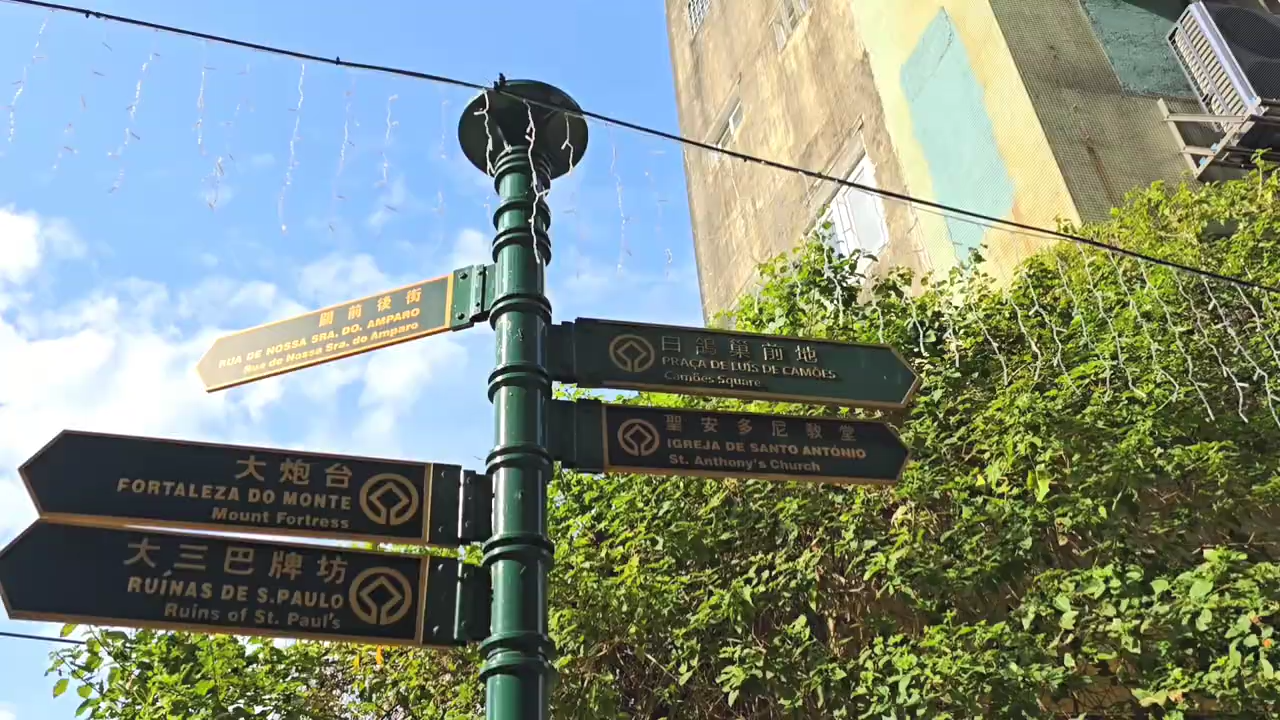 關前後街
RUA DE NOSSA SRA. DO. AMPARO
Rua de Nossa Sra. do Amparo
白鴿巢前地
PRAÇA DE LUÍS DE CAMÕES
Camões Square
聖安多尼教堂
IGREJA DE SANTO ANTÓNIO
St. Anthony's Church
大炮台
FORTALEZA DO MONTE
Mount Fortress
大三巴牌坊
RUÍNAS DE S.PAULO
Ruins of St. Paul's